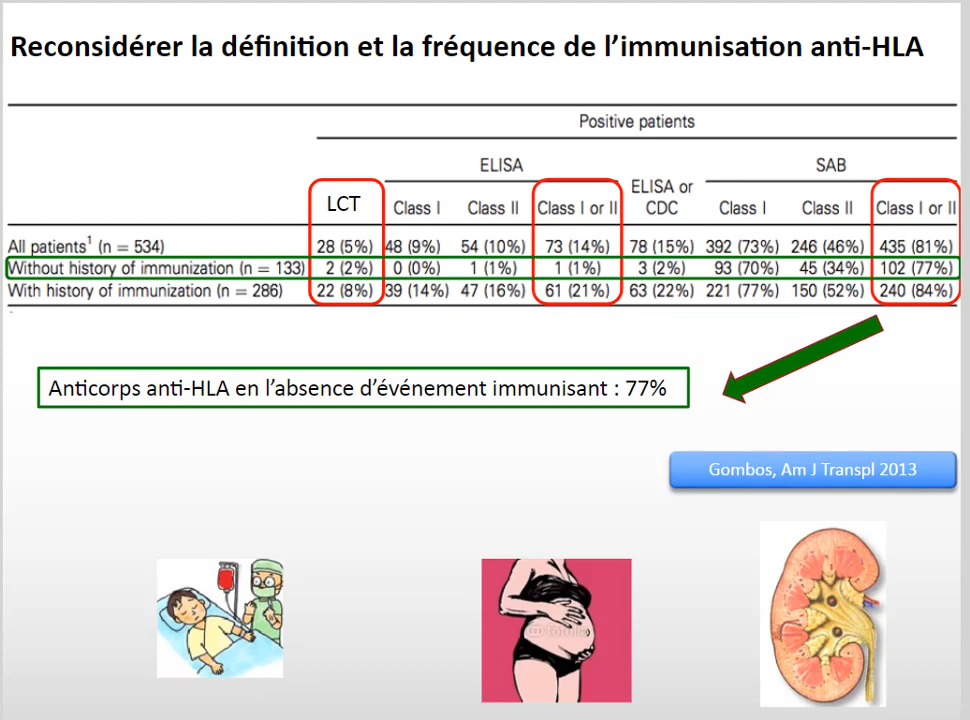 Reconsidérer la définition et la fréquence de l’immunisation anti-HLA
Positive patients
ELISA SAB
LCT Class I Class II Class I or II ELISA or CDC Class I Class II Class I or II
All patients¹ (n = 534) 28 (5%) 48 (9%) 54 (10%) 73 (14%) 78 (15%) 392 (73%) 246 (46%) 435 (81%)
Without history of immunization (n = 133) 2 (2%) 0 (0%) 1 (1%) 1 (1%) 3 (2%) 93 (70%) 45 (34%) 102 (77%)
With history of immunization (n = 286) 22 (8%) 39 (14%) 47 (16%) 61 (21%) 63 (22%) 221 (77%) 150 (52%) 240 (84%)
Anticorps anti-HLA en l’absence d’événement immunisant : 77%
Gombos, Am J Transpl 2013